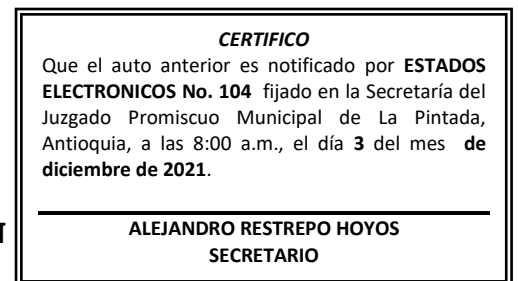 CERTIFICO
Que el auto anterior es notificado por ESTADOS
ELECTRONICOS No. 104 fijado en la Secretaría del
Juzgado Promiscuo Municipal de La Pintada,
Antioquia, a las 8:00 a.m., el día 3 del mes de
diciembre de 2021.
ALEJANDRO RESTREPO HOYOS
SECRETARIO